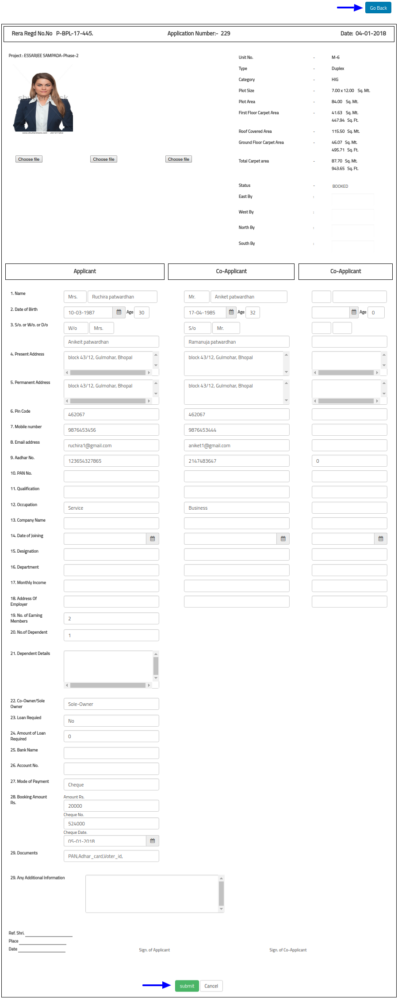 Go Back
Rera Regd No.No P-BPL-17-445. Application Number:- 229 Date: 04-01-2018
Project : ESSARJEE SAMPADA-Phase-2
shutterstock
www.shutterstock.com · 237377263
Choose file Choose file Choose file
Unit No. - M-6
Type - Duplex
Category - HIG
Plot Size - 7.00 x 12.00 Sq. Mt.
Plot Area - 84.00 Sq. Mt.
First Floor Carpet Area - 41.63 Sq. Mt.
447.94 Sq. Ft.
Roof Covered Area - 115.50 Sq. Mt.
Ground Floor Carpet Area - 46.07 Sq. Mt.
495.71 Sq. Ft.
Total Carpet area - 87.70 Sq. Mt.
943.65 Sq. Ft.
Status - BOOKED
East By :
West By :
North By :
South By :
Applicant Co-Applicant Co-Applicant
1. Name Mrs. Ruchira patwardhan Mr. Aniket patwardhan
2. Date of Birth 10-03-1987 Age 30 17-04-1985 Age 32 Age 0
3. S/o. or W/o. or D/o W/o Mrs. S/o Mr.
Anikeit patwardhan Ramanuja patwardhan
4. Present Address block 43/12, Gulmohar, Bhopal block 43/12, Gulmohar, Bhopal
5. Permanent Address block 43/12, Gulmohar, Bhopal block 43/12, Gulmohar, Bhopal
6. Pin Code 462067 462067
7. Mobile number 9876453456 9876453444
8. Email address ruchira1@gmail.com aniket1@gmail.com
9. Aadhar No. 123654327865 2147483647 0
10. PAN No.
11. Qualification
12. Occupation Service Business
13. Company Name
14. Date of Joining
15. Designation
16. Department
17. Monthly Income
18. Address Of
Employer
19. No. of Earning
Members 2
20. No.of Dependent 1
21. Dependent Details
22. Co-Owner/Sole
Owner Sole-Owner
23. Loan Requied No
24. Amount of Loan
Required 0
25. Bank Name
26. Account No.
27. Mode of Payment Cheque
28. Booking Amount
Rs. Amount Rs.
20000
Cheque No.
524000
Cheque Date.
05-01-2018
29. Documents PAN,Adhar_card,Voter_id,
29. Any Additional Information
Ref. Shri.
Place
Date Sign. of Applicant Sign. of Co-Applicant
submit Cancel